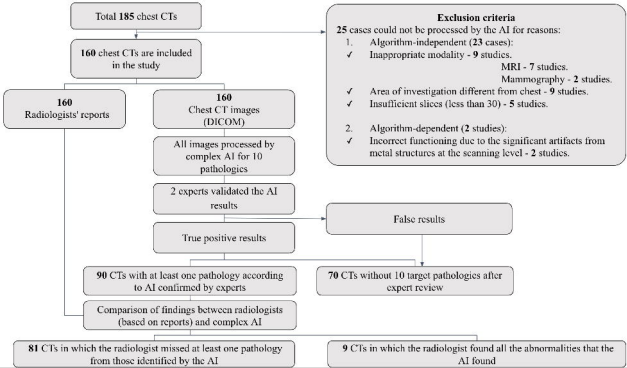 Total 185 chest CTs
160 chest CTs are included
in the study
160
Radiologists' reports
160
Chest CT images
(DICOM)
All images processed by
complex AI for 10
pathologies
2 experts validated the AI
results
False results
True positive results
90 CTs with at least one pathology according
to AI confirmed by experts
70 CTs without 10 target pathologies after
expert review
Comparison of findings between radiologists
(based on reports) and complex AI
81 CTs in which the radiologist missed at least one pathology
from those identified by the AI
9 CTs in which the radiologist found all the abnormalities that the
AI found
Exclusion criteria
25 cases could not be processed by the AI for reasons:
1. Algorithm-independent (23 cases):
✓ Inappropriate modality - 9 studies.
MRI - 7 studies.
Mammography - 2 studies.
✓ Area of investigation different from chest - 9 studies.
✓ Insufficient slices (less than 30) - 5 studies.
2. Algorithm-dependent (2 studies):
✓ Incorrect functioning due to the significant artifacts from
metal structures at the scanning level - 2 studies.